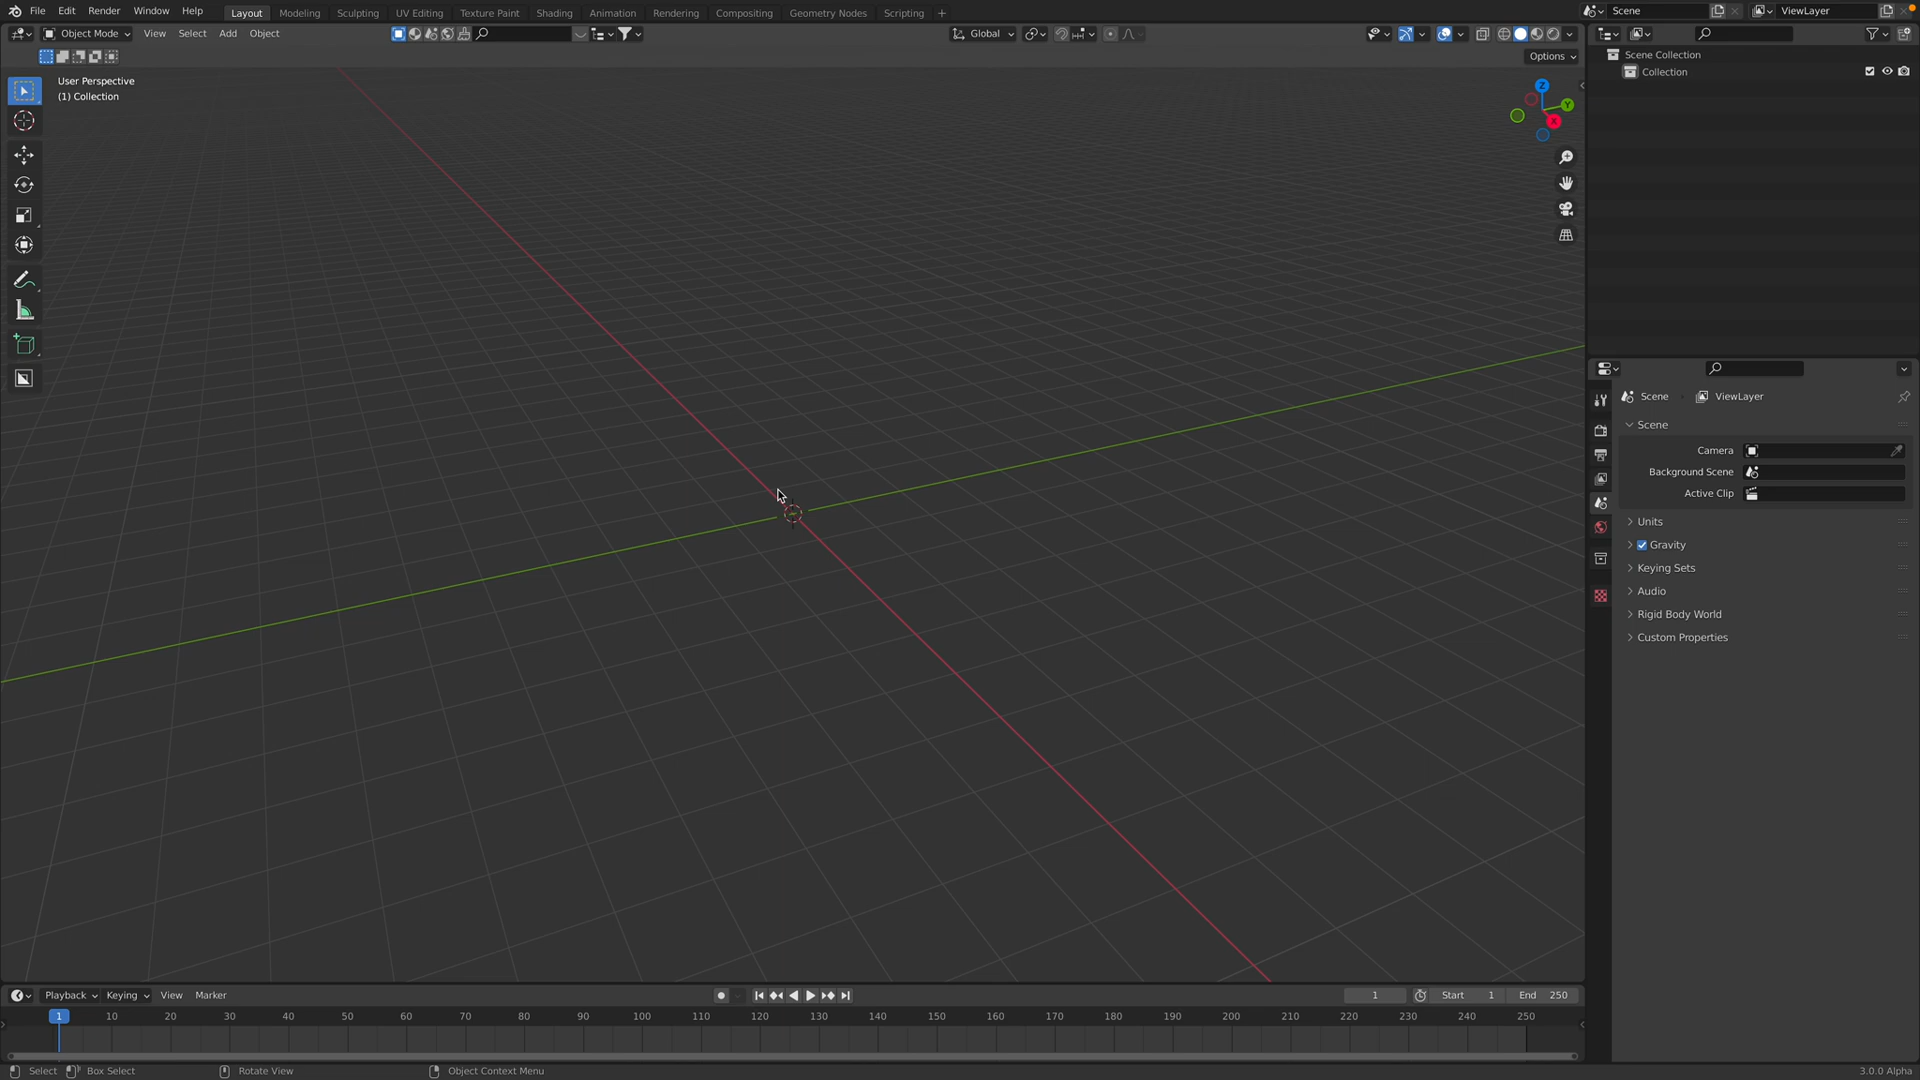 File Edit Render Window Help Layout Modeling Sculpting UV Editing Texture Paint Shading Animation Rendering Compositing Geometry Nodes Scripting + Scene ViewLayer
Object Mode View Select Add Object Global
Options
User Perspective
(1) Collection
Z
Y
X
Scene Collection
Collection
Scene ViewLayer
Scene
Camera
Background Scene
Active Clip
Units
Gravity
Keying Sets
Audio
Rigid Body World
Custom Properties
Playback Keying View Marker 1 Start 1 End 250
1 10 20 30 40 50 60 70 80 90 100 110 120 130 140 150 160 170 180 190 200 210 220 230 240 250
Select Box Select Rotate View Object Context Menu 3.0.0 Alpha